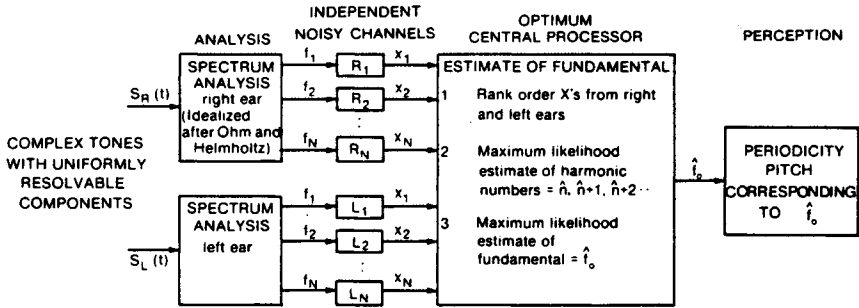 INDEPENDENT
NOISY CHANNELS
OPTIMUM
CENTRAL PROCESSOR
ANALYSIS
PERCEPTION
COMPLEX TONES
WITH UNIFORMLY
RESOLVABLE
COMPONENTS
S_R (t)
SPECTRUM
ANALYSIS
right ear
(Idealized
after Ohm and
Helmholtz)
f_1 R_1 X_1
f_2 R_2 X_2
⋮
f_N R_N X_N
S_L (t)
SPECTRUM
ANALYSIS
left ear
f_1 L_1 X_1
f_2 L_2 X_2
⋮
f_N L_N X_N
ESTIMATE OF FUNDAMENTAL
1 Rank order X's from right
and left ears
2 Maximum likelihood
estimate of harmonic
numbers = n̂, n̂+1, n̂+2··
3 Maximum likelihood
estimate of
fundamental = f̂_o
f̂_o
PERIODICITY
PITCH
CORRESPONDING
TO f̂_o